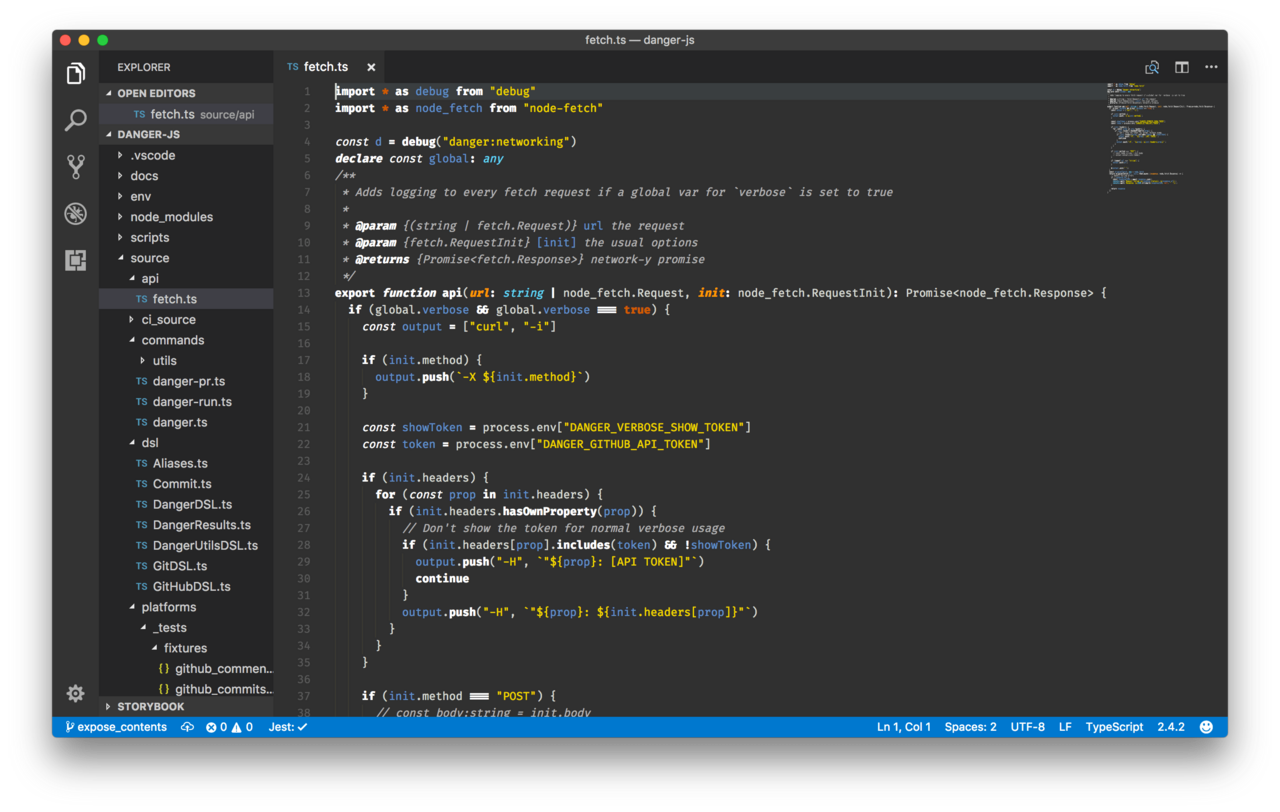 fetch.ts — danger-js
EXPLORER
OPEN EDITORS
TS fetch.ts source/api
DANGER-JS
.vscode
docs
env
node_modules
scripts
source
api
TS fetch.ts
ci_source
commands
utils
TS danger-pr.ts
TS danger-run.ts
TS danger.ts
dsl
TS Aliases.ts
TS Commit.ts
TS DangerDSL.ts
TS DangerResults.ts
TS DangerUtilsDSL.ts
TS GitDSL.ts
TS GitHubDSL.ts
platforms
_tests
fixtures
{} github_commen...
{} github_commits...
STORYBOOK
TS fetch.ts ×
1 import * as debug from "debug"
2 import * as node_fetch from "node-fetch"
3
4 const d = debug("danger:networking")
5 declare const global: any
6 /**
7 * Adds logging to every fetch request if a global var for `verbose` is set to true
8 *
9 * @param {(string | fetch.Request)} url the request
10 * @param {fetch.RequestInit} [init] the usual options
11 * @returns {Promise<fetch.Response>} network-y promise
12 */
13 export function api(url: string | node_fetch.Request, init: node_fetch.RequestInit): Promise<node_fetch.Response> {
14 if (global.verbose && global.verbose === true) {
15 const output = ["curl", "-i"]
16
17 if (init.method) {
18 output.push(`-X ${init.method}`)
19 }
20
21 const showToken = process.env["DANGER_VERBOSE_SHOW_TOKEN"]
22 const token = process.env["DANGER_GITHUB_API_TOKEN"]
23
24 if (init.headers) {
25 for (const prop in init.headers) {
26 if (init.headers.hasOwnProperty(prop)) {
27 // Don't show the token for normal verbose usage
28 if (init.headers[prop].includes(token) && !showToken) {
29 output.push("-H", `"${prop}: [API TOKEN]"`)
30 continue
31 }
32 output.push("-H", `"${prop}: ${init.headers[prop]}"`)
33 }
34 }
35 }
36
37 if (init.method === "POST") {
38 // const body:string = init.body
expose_contents 0 0 Jest: ✓ Ln 1, Col 1 Spaces: 2 UTF-8 LF TypeScript 2.4.2